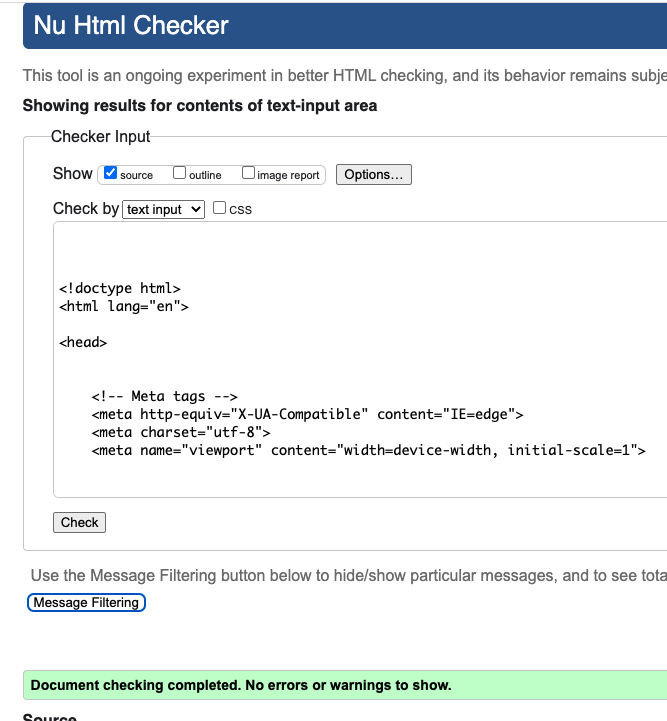 Nu Html Checker
This tool is an ongoing experiment in better HTML checking, and its behavior remains subje
Showing results for contents of text-input area
Checker Input
Show source outline image report Options...
Check by text input CSS
<!doctype html>
<html lang="en">
<head>
<!-- Meta tags -->
<meta http-equiv="X-UA-Compatible" content="IE=edge">
<meta charset="utf-8">
<meta name="viewport" content="width=device-width, initial-scale=1">
Check
Use the Message Filtering button below to hide/show particular messages, and to see tota
Message Filtering
Document checking completed. No errors or warnings to show.
Source